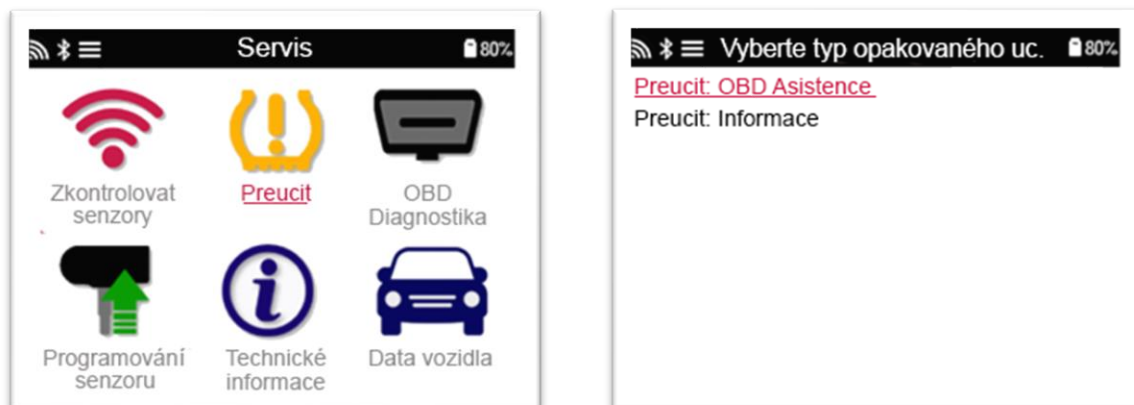 Servis
80%
Zkontrolovat
senzory
Preucit
OBD
Diagnostika
Programování
senzoru
Technické
informace
Data vozidla
Vyberte typ opakovaného uc.
80%
Preucit: OBD Asistence
Preucit: Informace